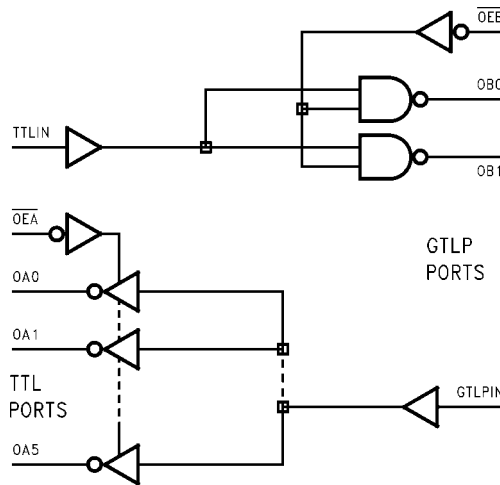 OEB
OB0
TTLIN
OB1
OEA
GTLP
PORTS
OA0
OA1
TTL
PORTS
GTLPIN
OA5